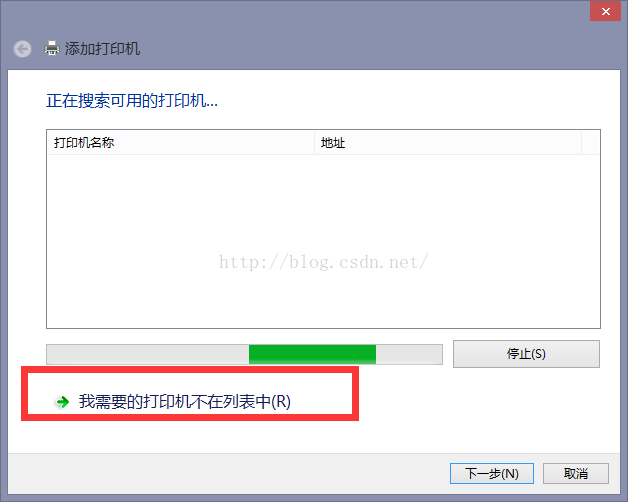 添加打印机
正在搜索可用的打印机...
打印机名称 地址
http://blog.csdn.net/
停止(S)
我需要的打印机不在列表中(R)
下一步(N) 取消